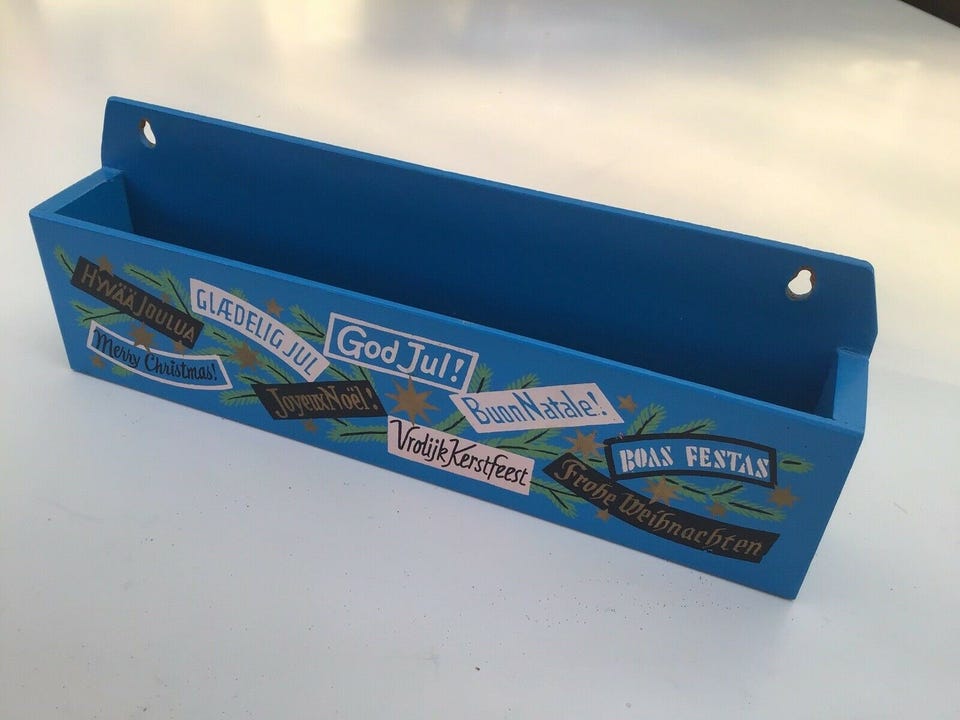 HYVÄÄ JOULUA
Merry Christmas!
GLÆDELIG JUL
God Jul!
Joyeux Noël!
Buon Natale!
Vrolijk Kerstfeest
BOAS FESTAS
Frohe Weihnachten